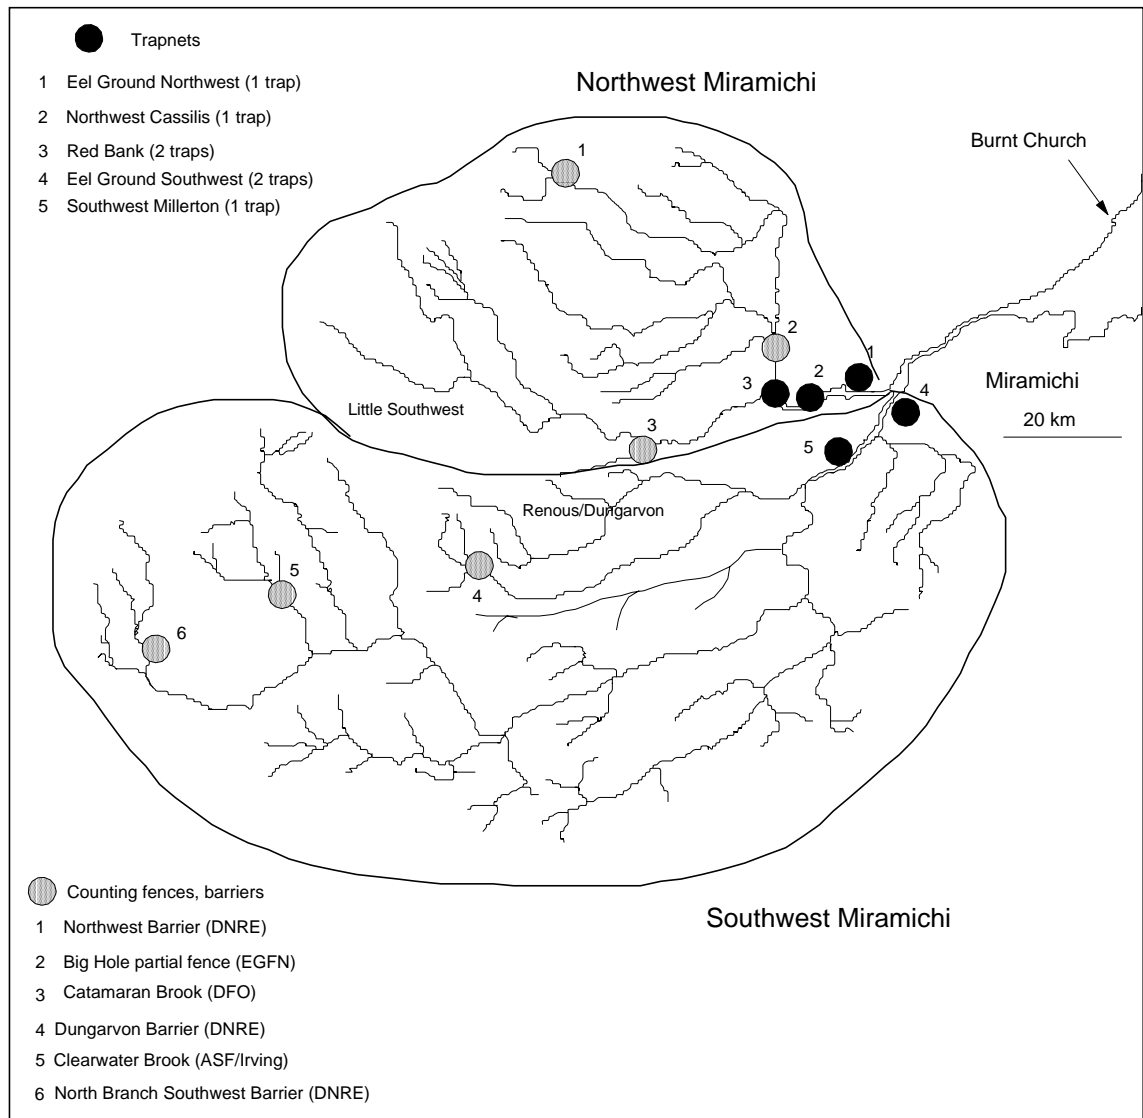 Trapnets
1 Eel Ground Northwest (1 trap)
2 Northwest Cassilis (1 trap)
3 Red Bank (2 traps)
4 Eel Ground Southwest (2 traps)
5 Southwest Millerton (1 trap)
Northwest Miramichi
Burnt Church
1
2
1
2
3
4
Miramichi
20 km
Little Southwest
3
5
Renous/Dungarvon
5
4
6
Counting fences, barriers
1 Northwest Barrier (DNRE)
2 Big Hole partial fence (EGFN)
3 Catamaran Brook (DFO)
4 Dungarvon Barrier (DNRE)
5 Clearwater Brook (ASF/Irving)
6 North Branch Southwest Barrier (DNRE)
Southwest Miramichi